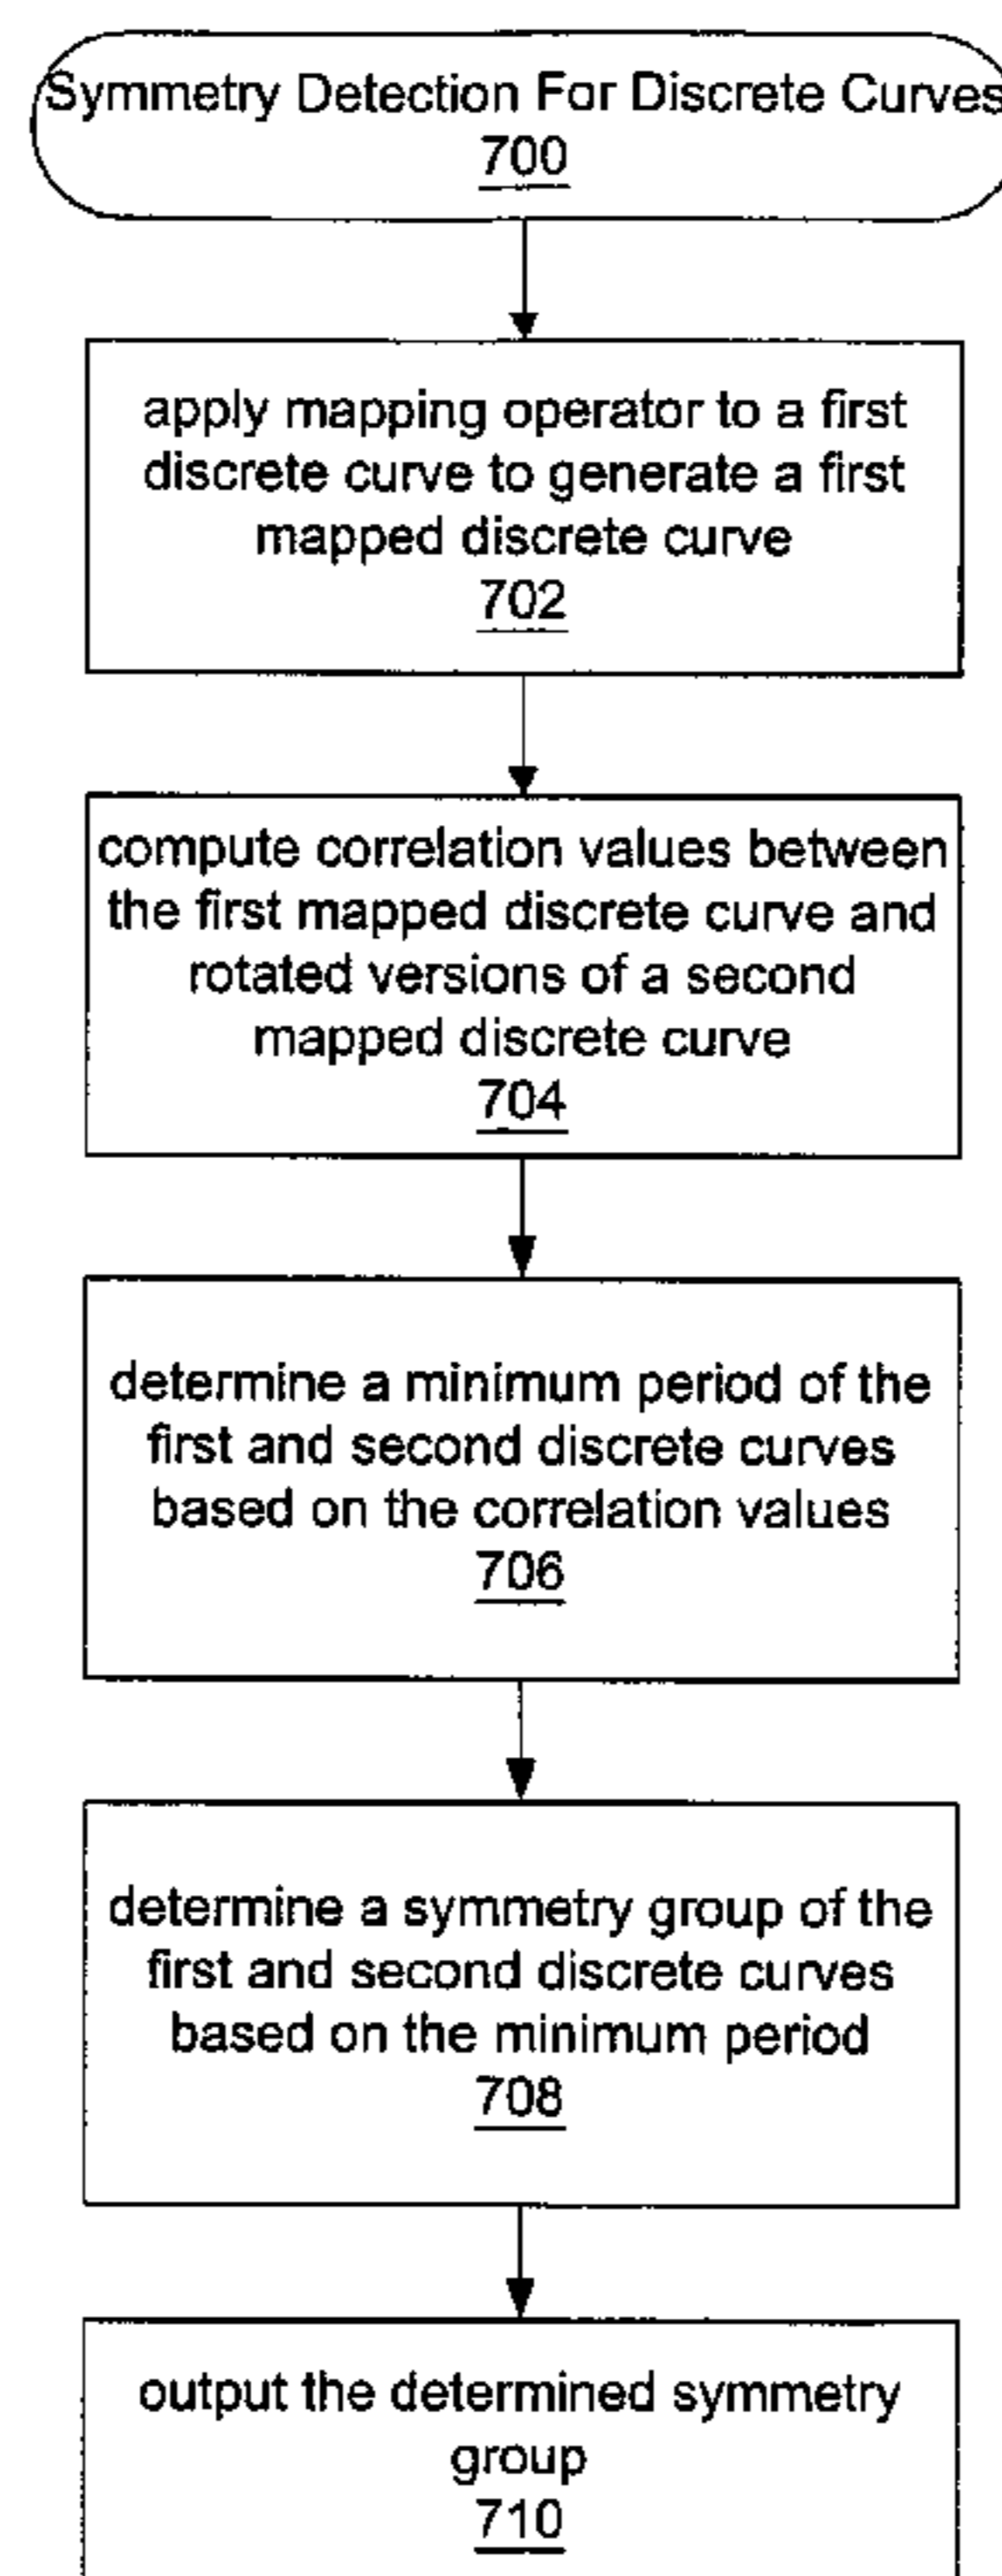 Symmetry Detection For Discrete Curves
700
apply mapping operator to a first
discrete curve to generate a first
mapped discrete curve
702
compute correlation values between
the first mapped discrete curve and
rotated versions of a second
mapped discrete curve
704
determine a minimum period of the
first and second discrete curves
based on the correlation values
706
determine a symmetry group of the
first and second discrete curves
based on the minimum period
708
output the determined symmetry
group
710